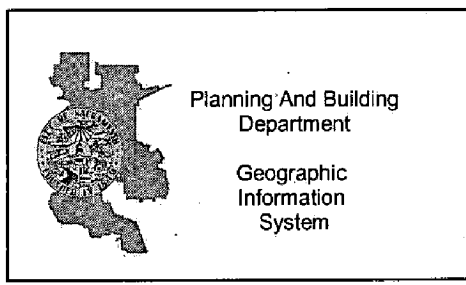 Planning And Building
Department
Geographic
Information
System